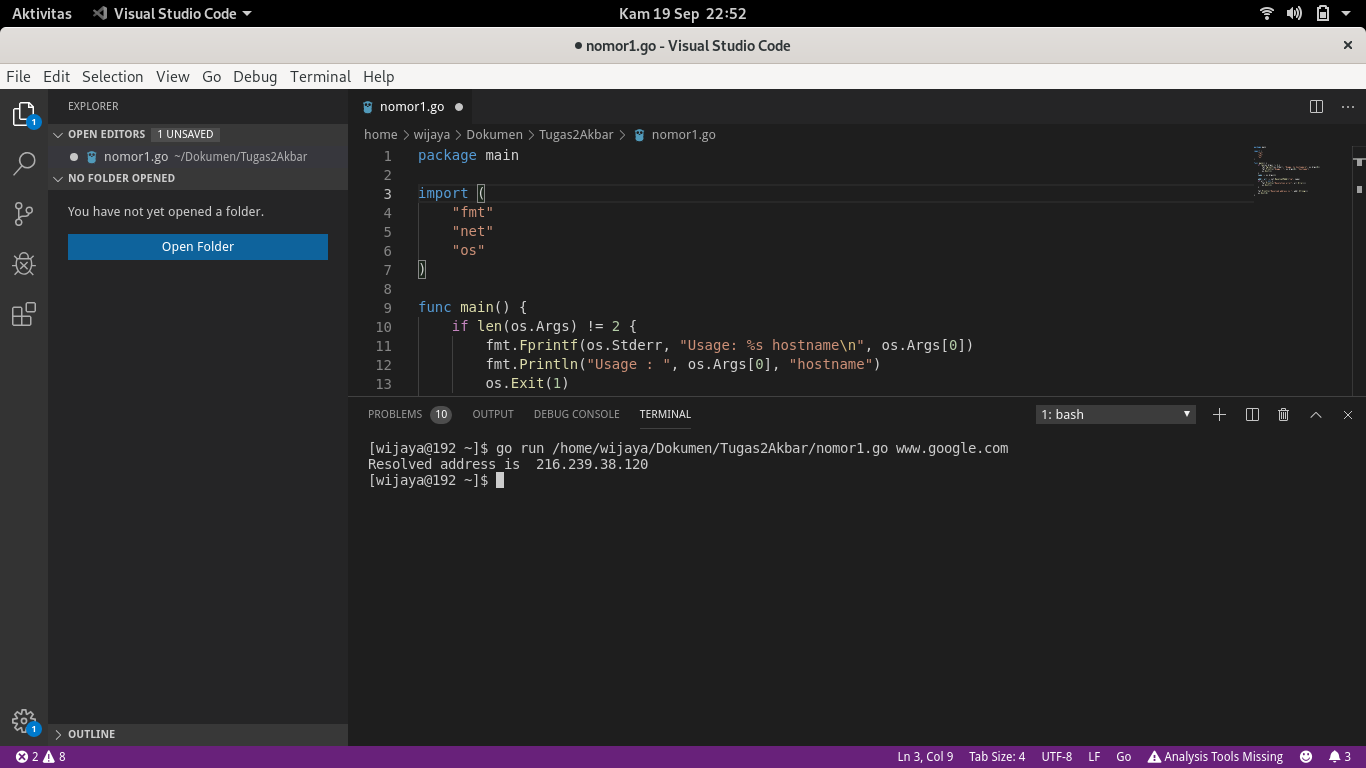 Aktivitas Visual Studio Code Kam 19 Sep 22:52
● nomor1.go - Visual Studio Code
File Edit Selection View Go Debug Terminal Help
EXPLORER
OPEN EDITORS 1 UNSAVED
nomor1.go ~/Dokumen/Tugas2Akbar
NO FOLDER OPENED
You have not yet opened a folder.
Open Folder
OUTLINE
1
1
nomor1.go
home > wijaya > Dokumen > Tugas2Akbar > nomor1.go
1 package main
2
3 import (
4 "fmt"
5 "net"
6 "os"
7 )
8
9 func main() {
10 if len(os.Args) != 2 {
11 fmt.Fprintf(os.Stderr, "Usage: %s hostname\n", os.Args[0])
12 fmt.Println("Usage : ", os.Args[0], "hostname")
13 os.Exit(1)
PROBLEMS 10 OUTPUT DEBUG CONSOLE TERMINAL 1: bash
[wijaya@192 ~]$ go run /home/wijaya/Dokumen/Tugas2Akbar/nomor1.go www.google.com
Resolved address is  216.239.38.120
[wijaya@192 ~]$
2 8 Ln 3, Col 9 Tab Size: 4 UTF-8 LF Go Analysis Tools Missing 3